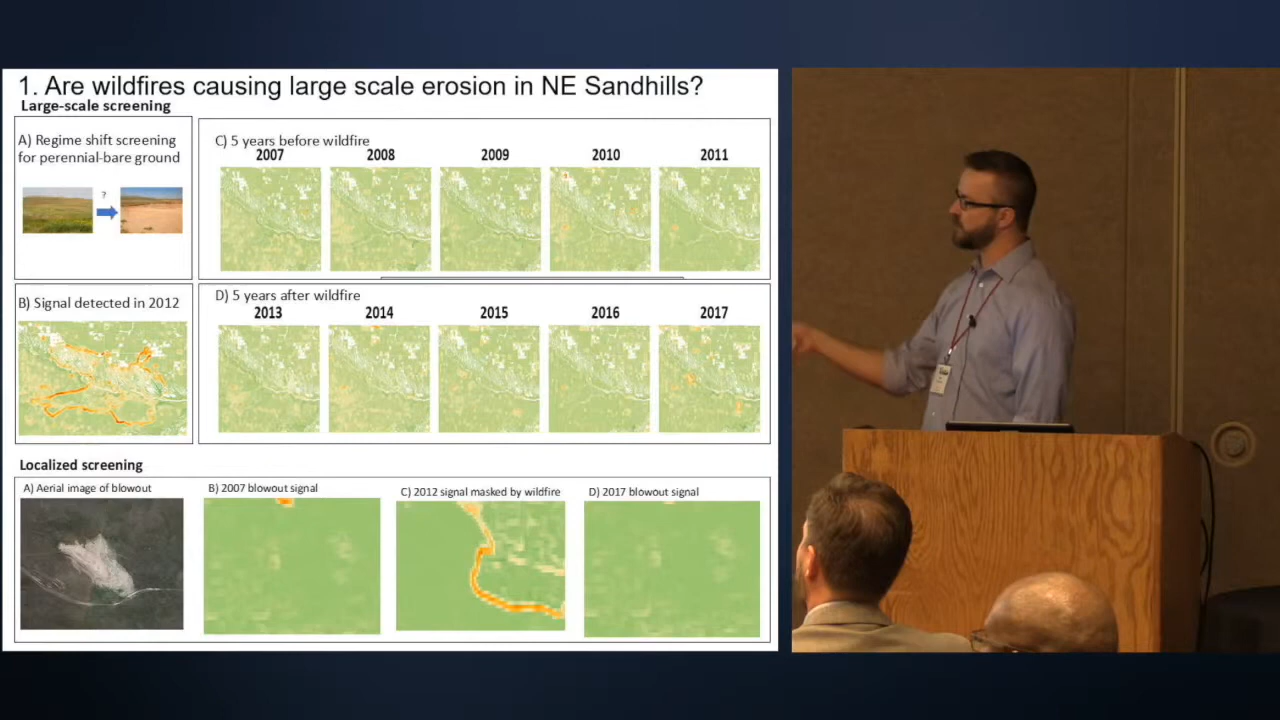 1. Are wildfires causing large scale erosion in NE Sandhills?
Large-scale screening
A) Regime shift screening
for perennial-bare ground
?
C) 5 years before wildfire
2007 2008 2009 2010 2011
B) Signal detected in 2012
D) 5 years after wildfire
2013 2014 2015 2016 2017
Localized screening
A) Aerial image of blowout
B) 2007 blowout signal
C) 2012 signal masked by wildfire
D) 2017 blowout signal